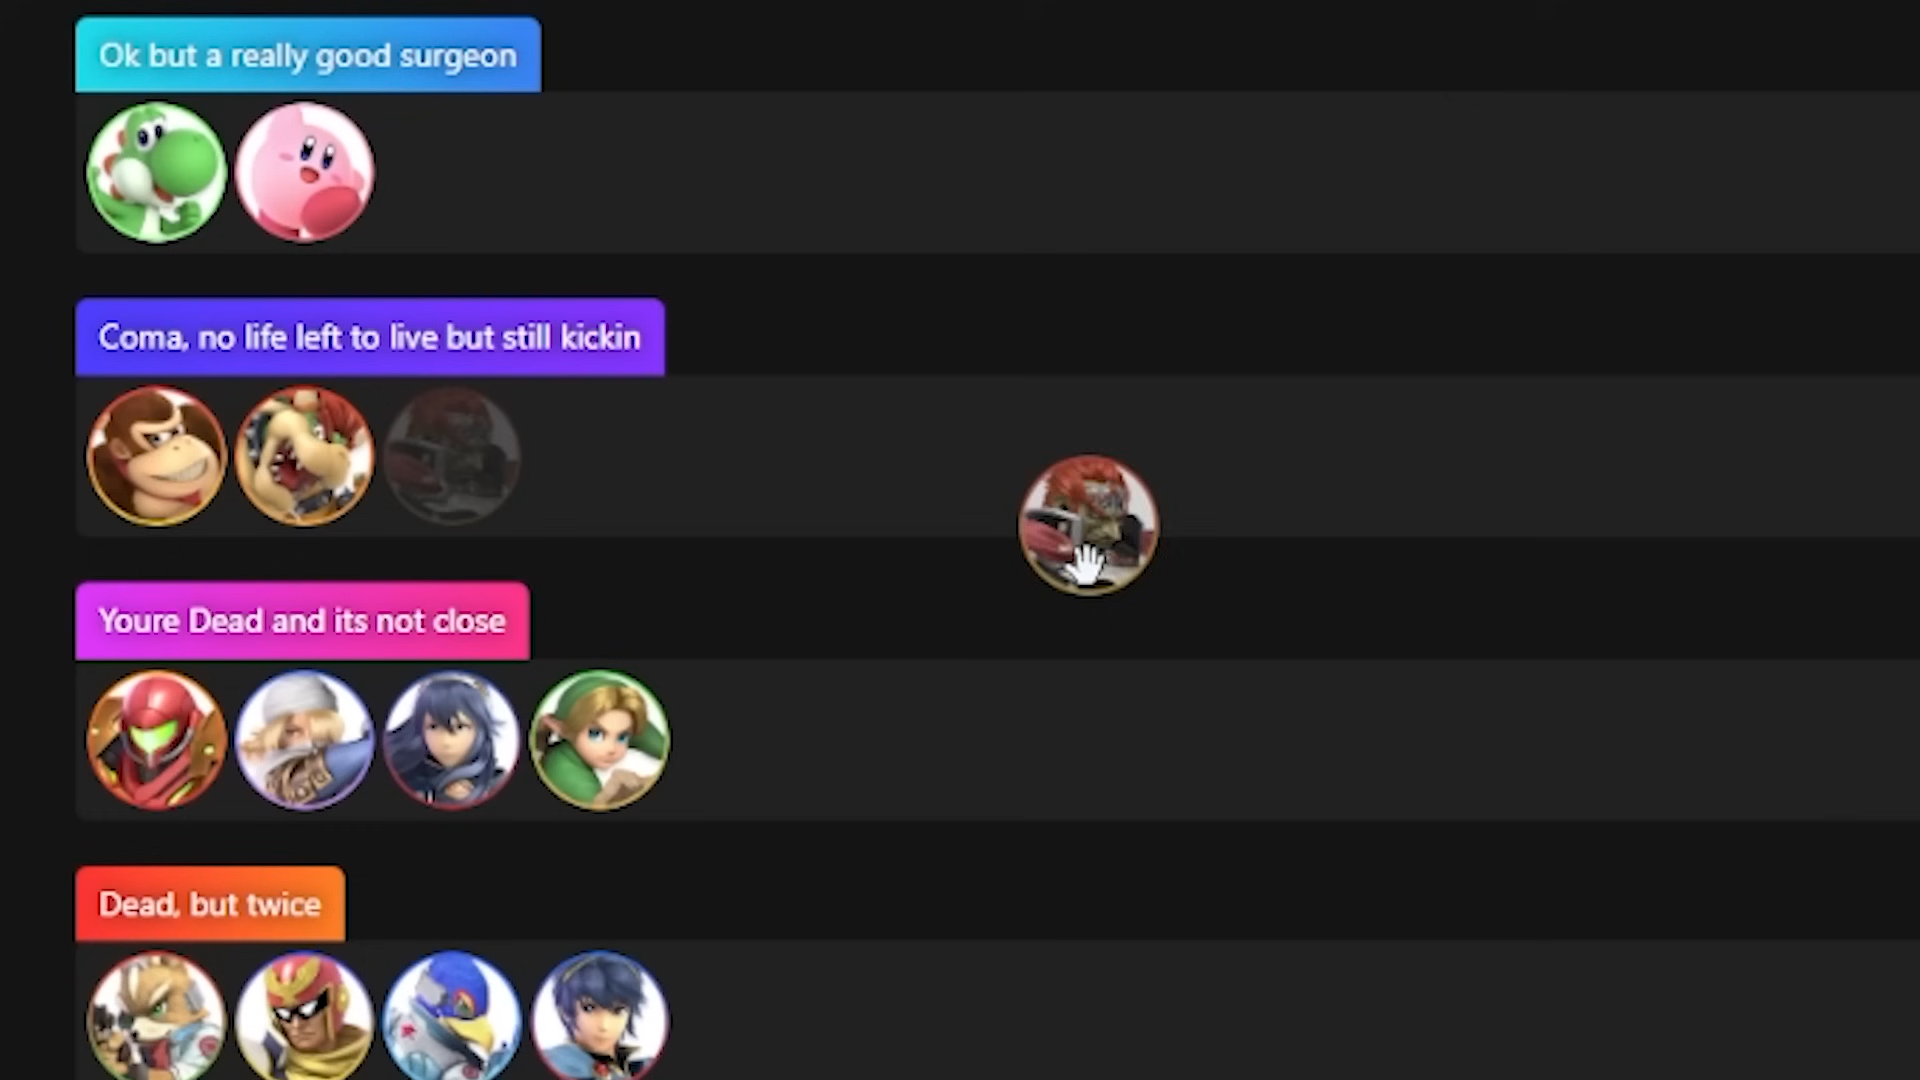 Ok but a really good surgeon
Coma, no life left to live but still kickin
Youre Dead and its not close
Dead, but twice